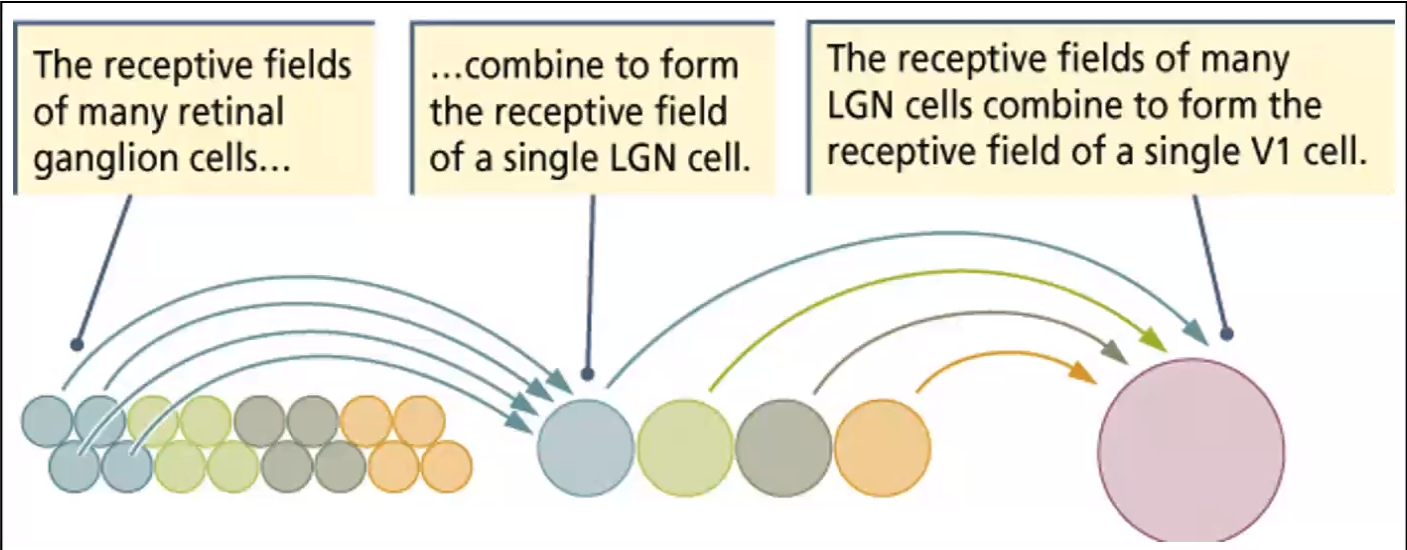 The receptive fields
of many retinal
ganglion cells...
...combine to form
the receptive field
of a single LGN cell.
The receptive fields of many
LGN cells combine to form the
receptive field of a single V1 cell.